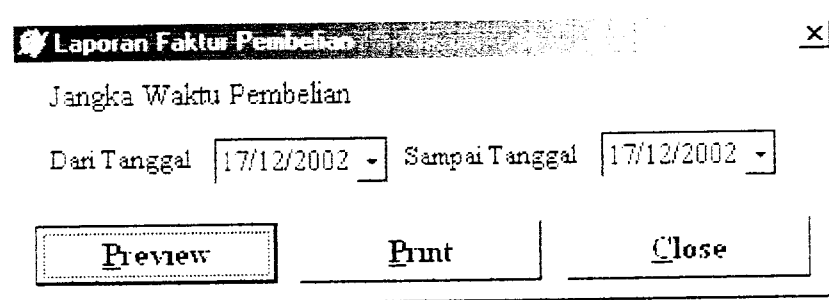 Laporan Faktur Pembelian
Jangka Waktu Pembelian
Dari Tanggal 17/12/2002 Sampai Tanggal 17/12/2002
Preview Print Close